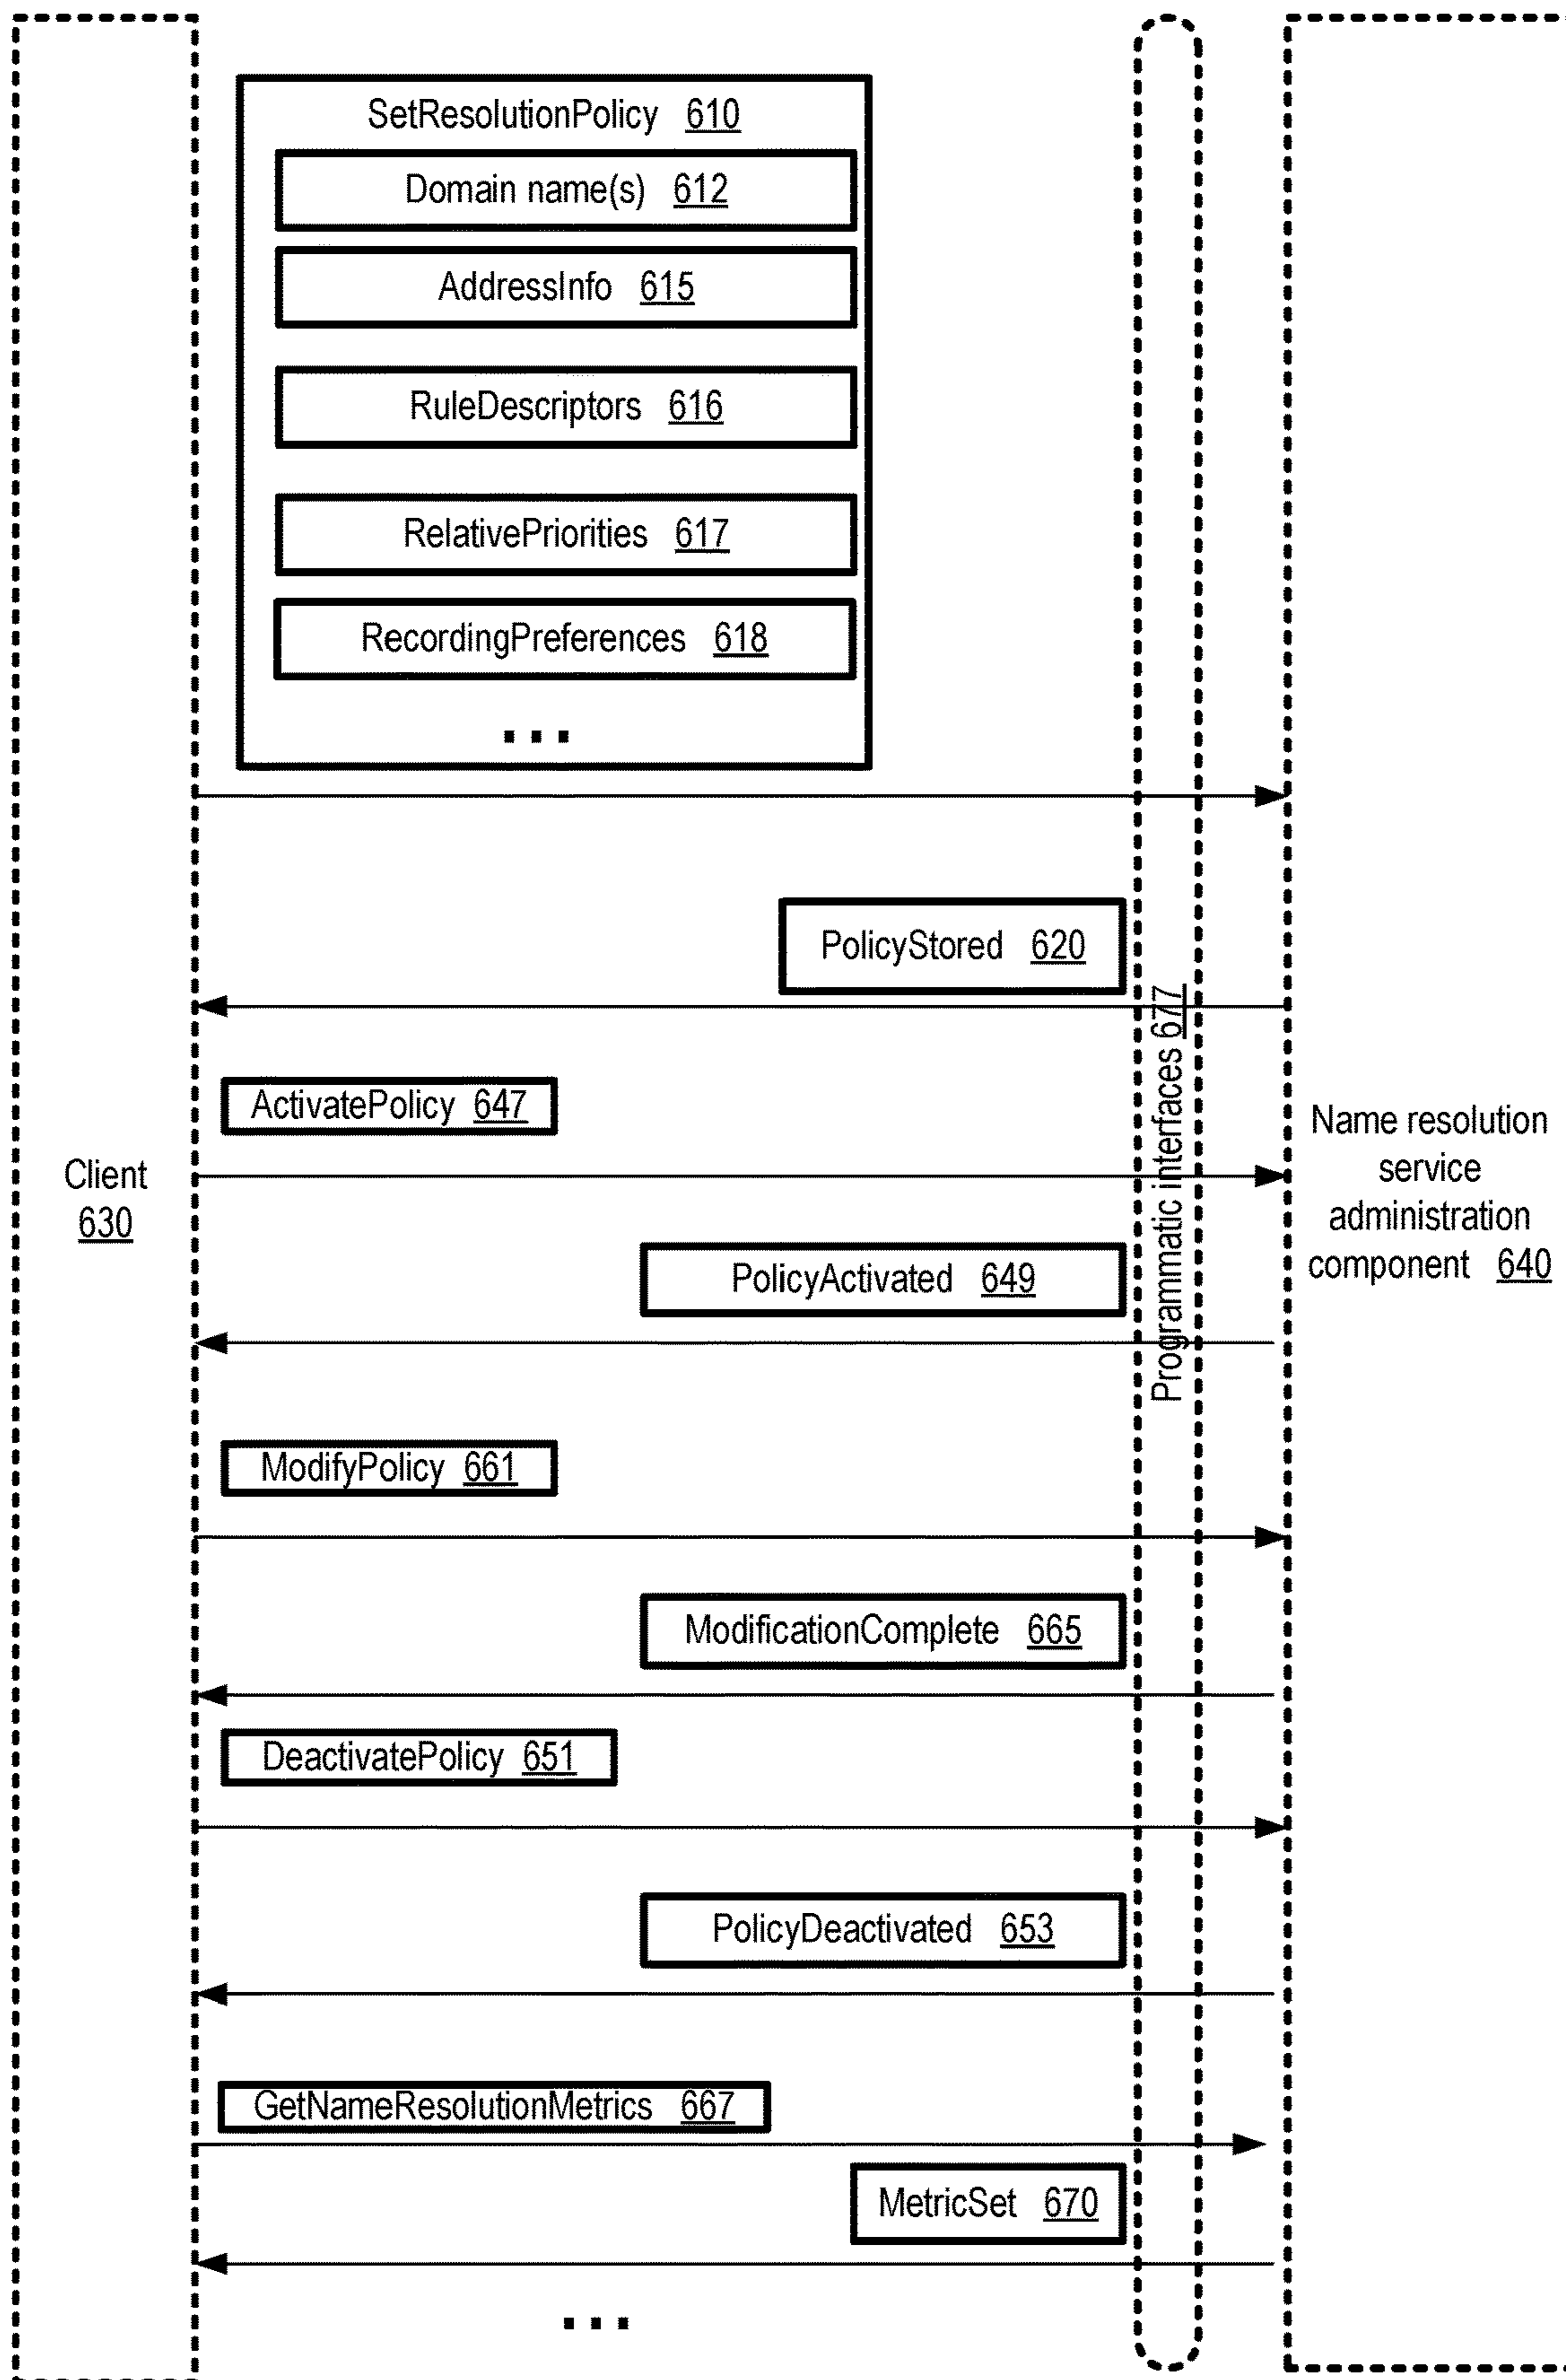 SetResolutionPolicy 610
Domain name(s) 612
AddressInfo 615
RuleDescriptors 616
RelativePriorities 617
RecordingPreferences 618
...
PolicyStored 620
Programmatic interfaces 677
ActivatePolicy 647
Client
630
Name resolution
service
administration
component 640
PolicyActivated 649
ModifyPolicy 661
ModificationComplete 665
DeactivatePolicy 651
PolicyDeactivated 653
GetNameResolutionMetrics 667
MetricSet 670
...